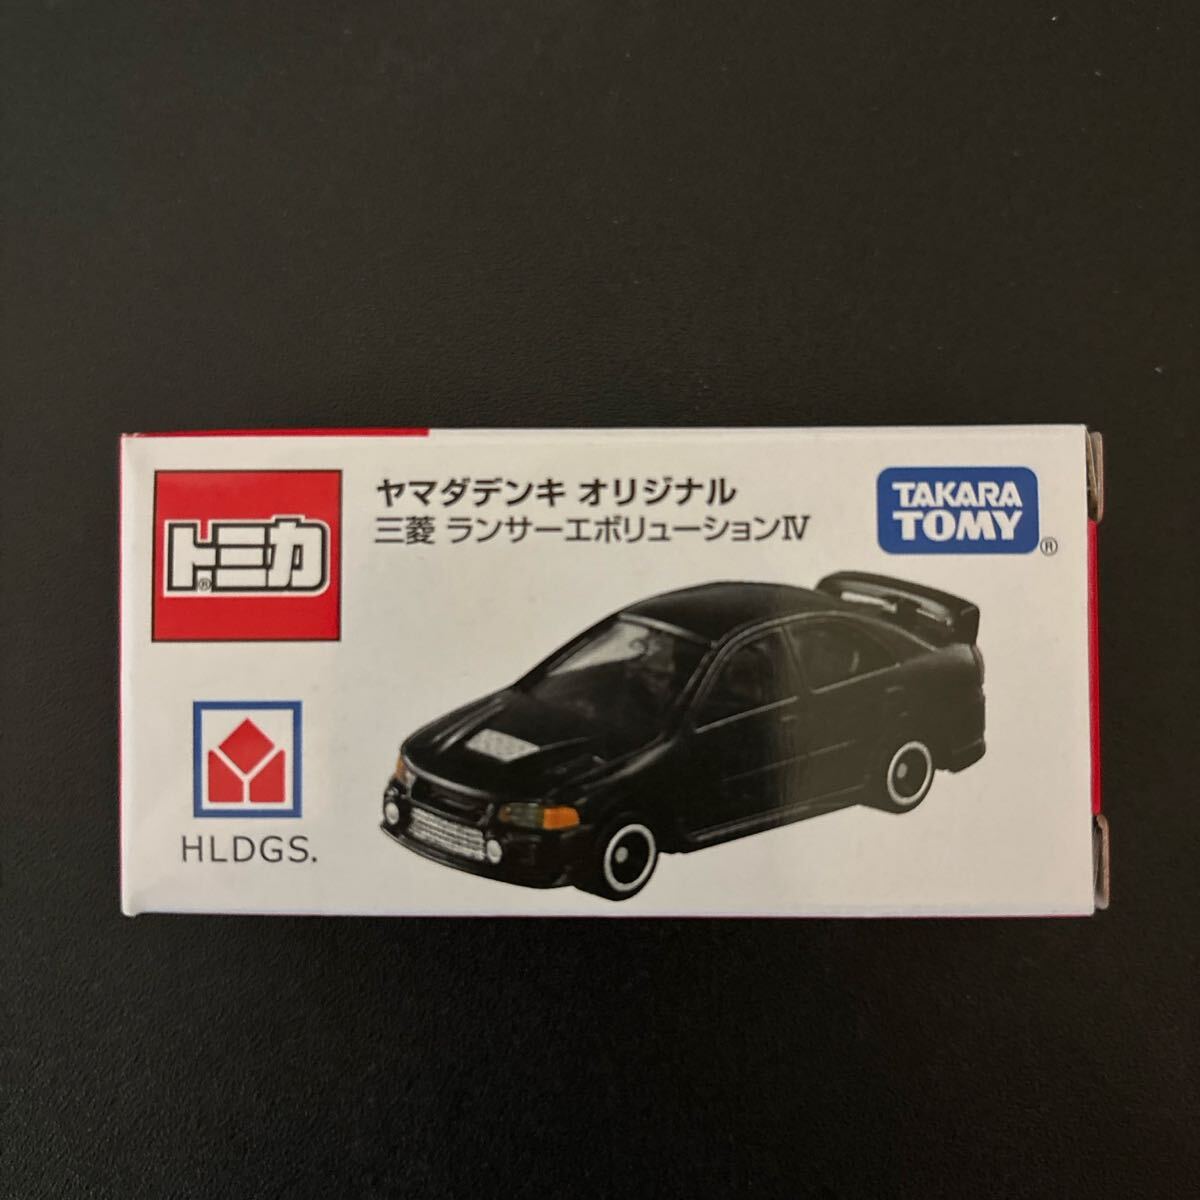 トミカ®
ヤマダデンキ オリジナル
三菱 ランサーエボリューションⅣ
TAKARA
TOMY®
HLDGS.